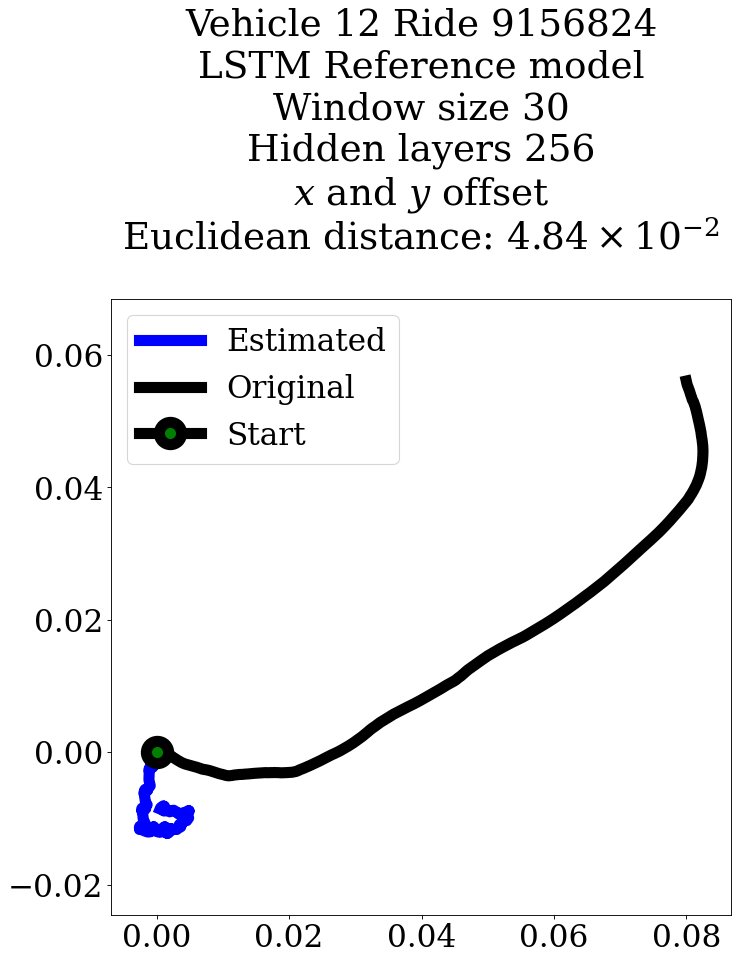 Vehicle 12 Ride 9156824
LSTM Reference model
Window size 30
Hidden layers 256
x and y offset
Euclidean distance: 4.84 × 10⁻²
Estimated
Original
Start
0.06
0.04
0.02
0.00
−0.02
0.00 0.02 0.04 0.06 0.08